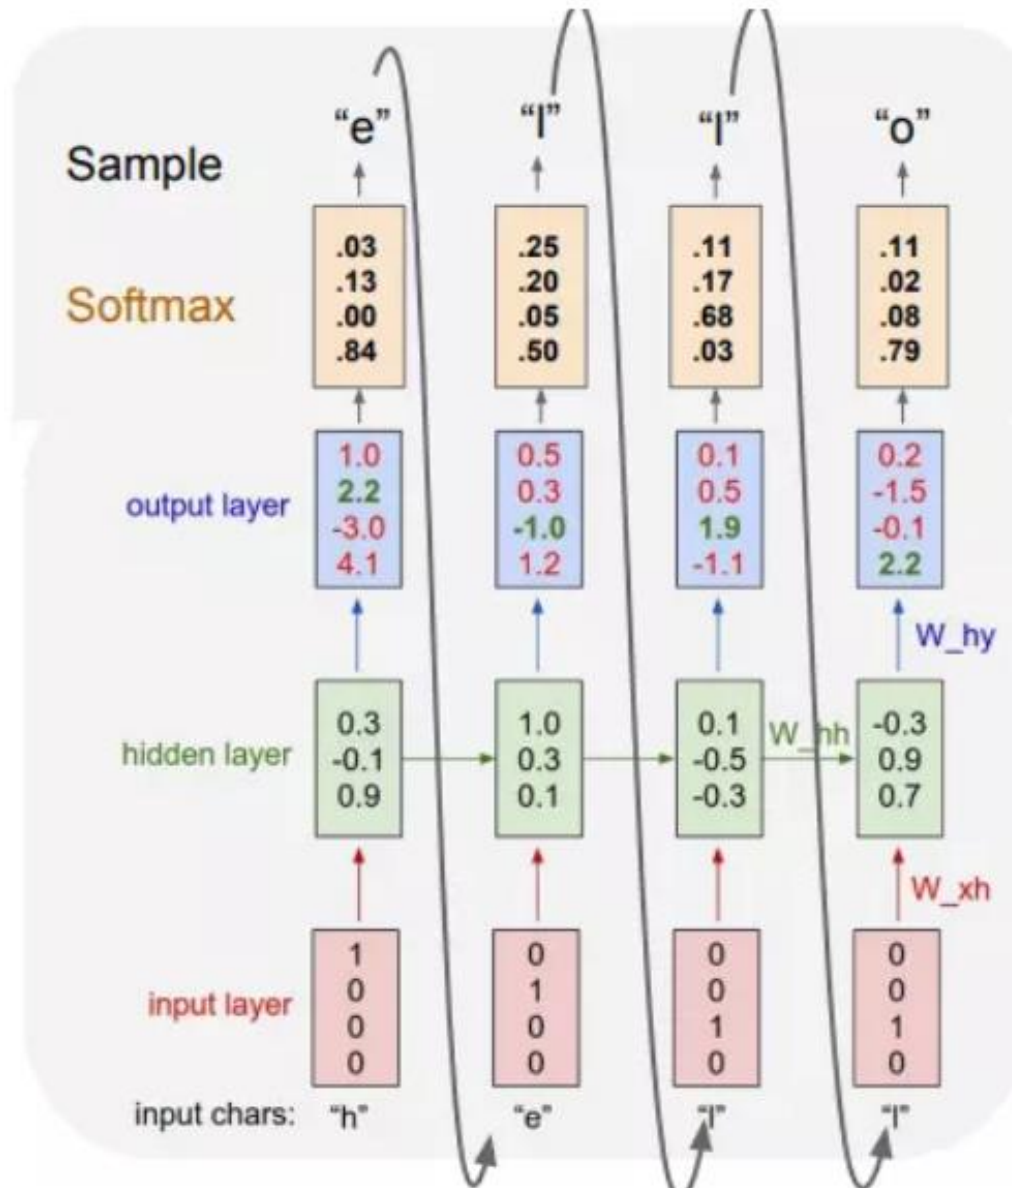 “e” “l” “l” “o”
Sample
.03 .25 .11 .11
.13 .20 .17 .02
.00 .05 .68 .08
.84 .50 .03 .79
Softmax
1.0 0.5 0.1 0.2
2.2 0.3 0.5 -1.5
-3.0 -1.0 1.9 -0.1
4.1 1.2 -1.1 2.2
output layer
W_hy
0.3 1.0 0.1 -0.3
-0.1 0.3 -0.5 0.9
0.9 0.1 -0.3 0.7
hidden layer
W_hh
W_xh
1 0 0 0
0 1 0 0
0 0 1 1
0 0 0 0
input layer
input chars: “h” “e” “l” “l”